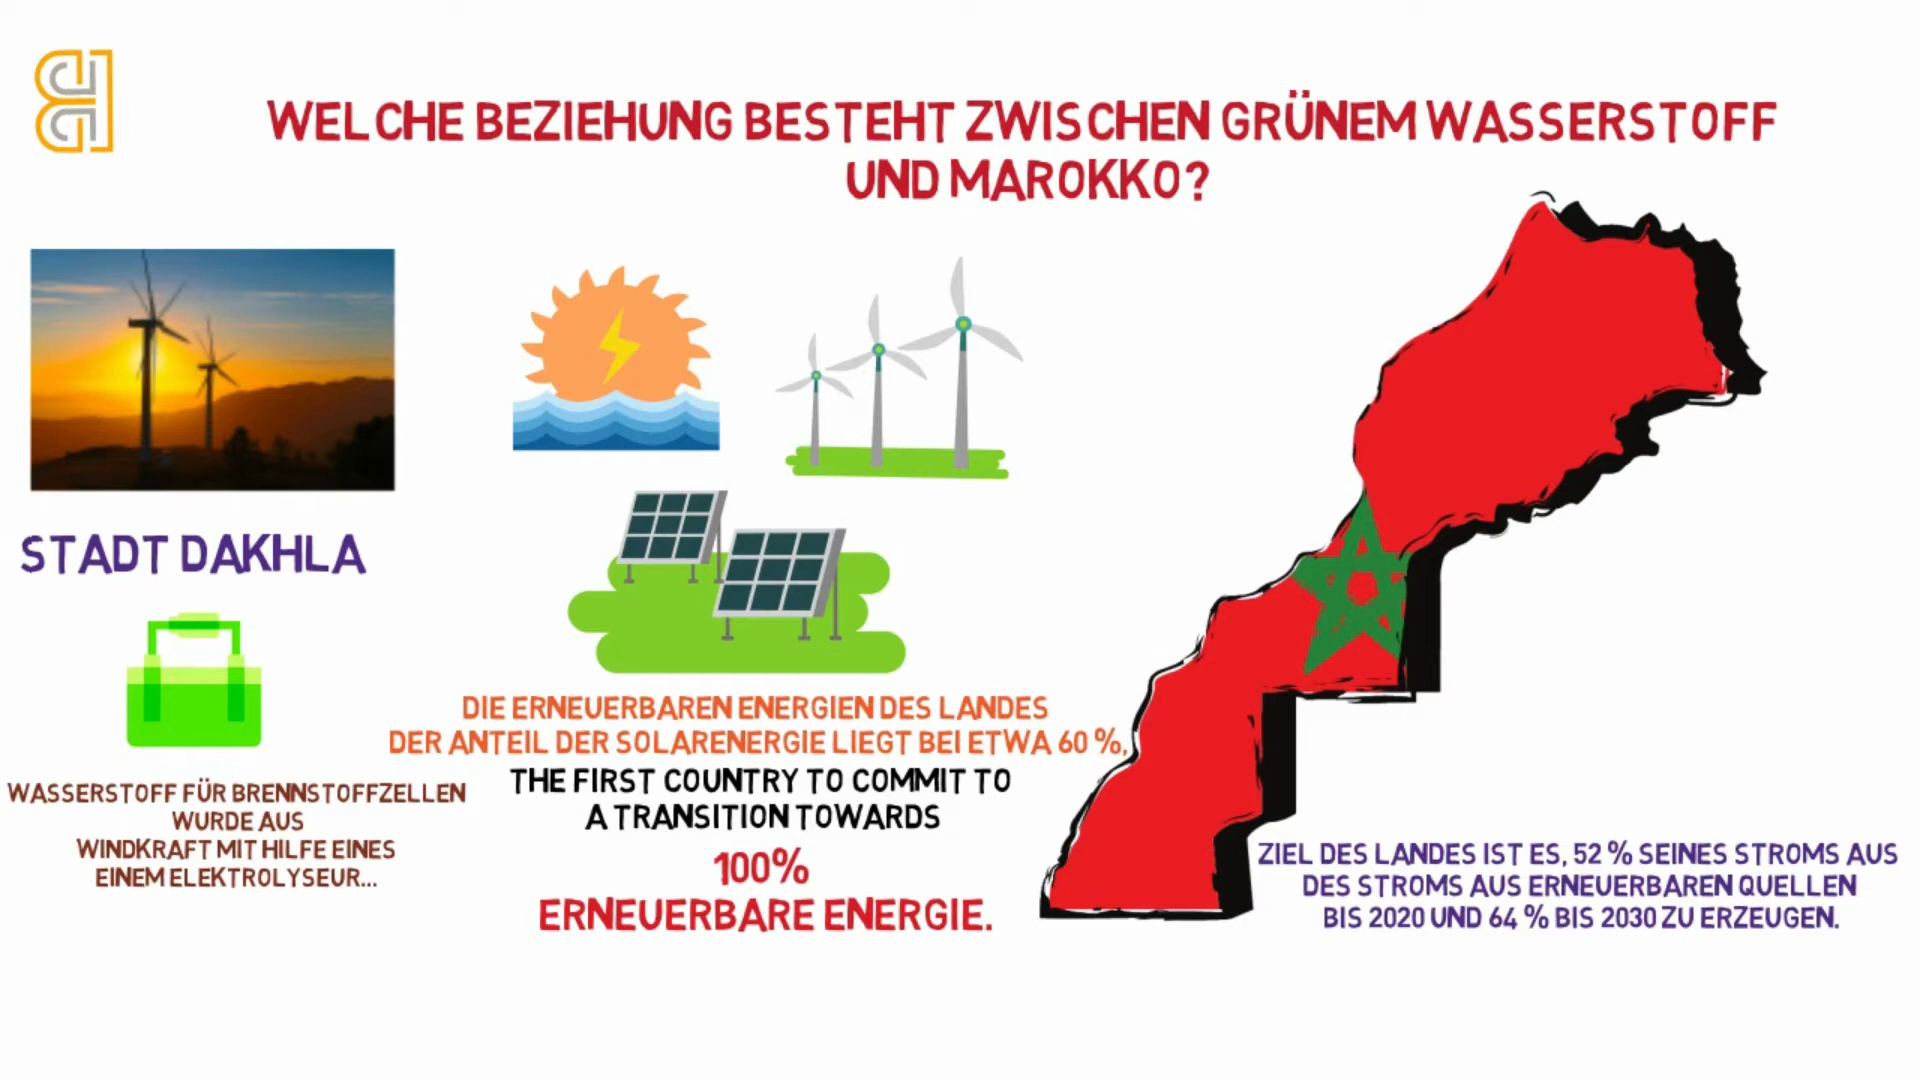 WELCHE BEZIEHUNG BESTEHT ZWISCHEN GRÜNEM WASSERSTOFF
UND MAROKKO?
STADT DAKHLA
WASSERSTOFF FÜR BRENNSTOFFZELLEN
WURDE AUS
WINDKRAFT MIT HILFE EINES
EINEM ELEKTROLYSEUR...
DIE ERNEUERBAREN ENERGIEN DES LANDES
DER ANTEIL DER SOLARENERGIE LIEGT BEI ETWA 60 %,
THE FIRST COUNTRY TO COMMIT TO
A TRANSITION TOWARDS
100%
ERNEUERBARE ENERGIE.
ZIEL DES LANDES IST ES, 52 % SEINES STROMS AUS
DES STROMS AUS ERNEUERBAREN QUELLEN
BIS 2020 UND 64 % BIS 2030 ZU ERZEUGEN.